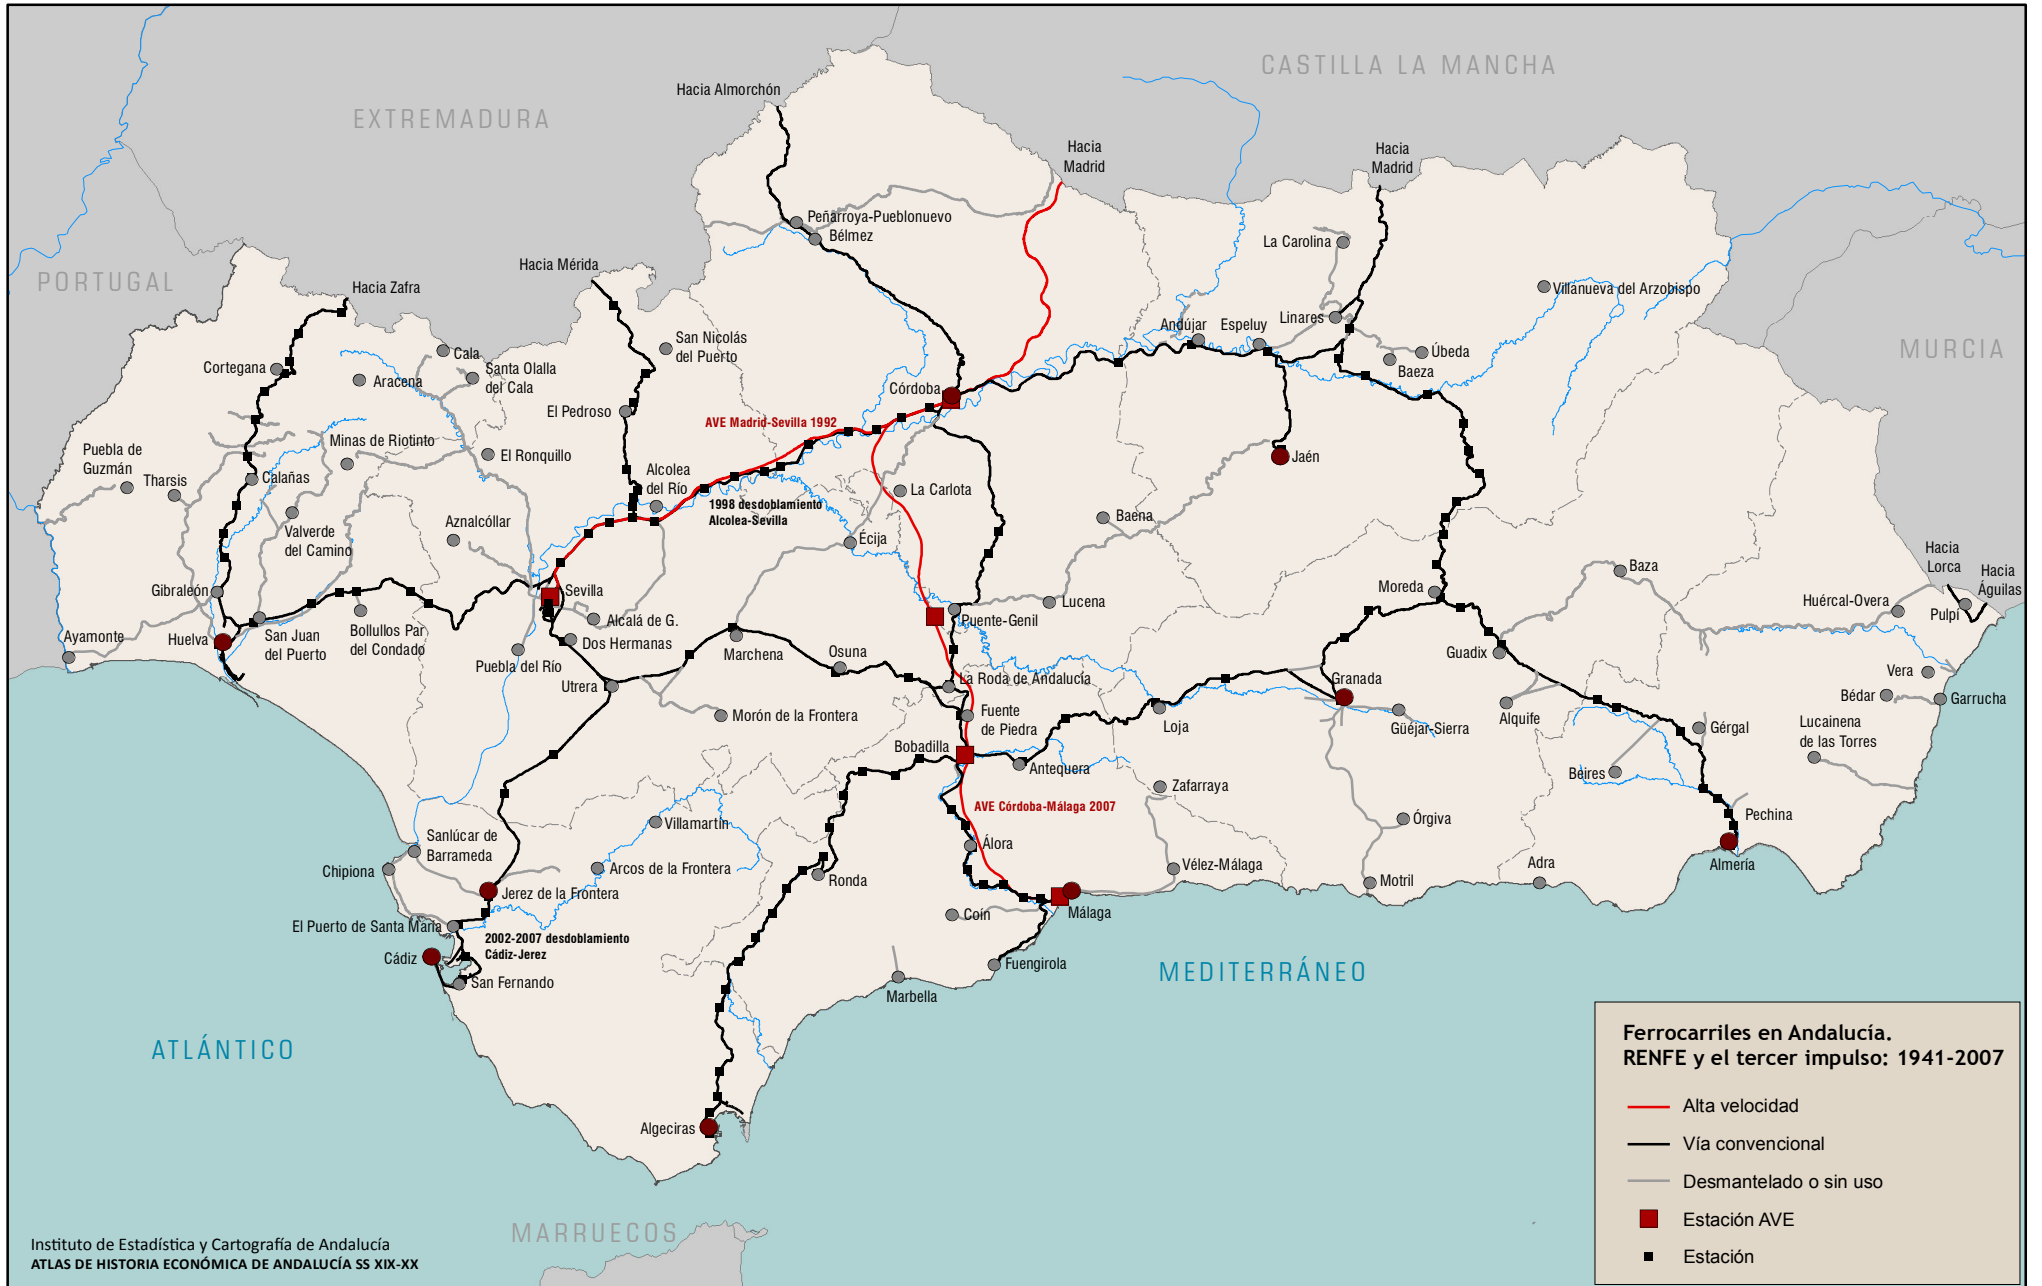 CASTILLA LA MANCHA
EXTREMADURA
PORTUGAL
MURCIA
MARRUECOS
ATLÁNTICO
MEDITERRÁNEO
Hacia Almorchón
Hacia
Madrid
Hacia
Madrid
Peñarroya-Pueblonuevo
Bélmez
La Carolina
Hacia Mérida
Hacia Zafra
Villanueva del Arzobispo
Linares
Andújar
Espeluy
Úbeda
Baeza
San Nicolás
del Puerto
Cala
Santa Olalla
del Cala
Cortegana
Aracena
El Pedroso
Córdoba
AVE Madrid-Sevilla 1992
Minas de Riotinto
El Ronquillo
Puebla de
Guzmán
Tharsis
Calañas
Alcolea
del Río
Jaén
La Carlota
1998 desdoblamiento
Alcolea-Sevilla
Valverde
del Camino
Aznalcóllar
Baena
Écija
Gibraleón
Sevilla
Lucena
Moreda
Baza
Hacia
Lorca
Hacia
Águilas
Huércal-Overa
Pulpí
Ayamonte
Huelva
San Juan
del Puerto
Bollullos Par
del Condado
Alcalá de G.
Dos Hermanas
Puente-Genil
Puebla del Río
Marchena
Osuna
Guadix
Vera
Utrera
La Roda de Andalucía
Granada
Bédar
Garrucha
Morón de la Frontera
Fuente
de Piedra
Loja
Güéjar-Sierra
Alquife
Gérgal
Lucainena
de las Torres
Bobadilla
Antequera
Zafarraya
Beires
AVE Córdoba-Málaga 2007
Villamartín
Órgiva
Pechina
Sanlúcar de
Barrameda
Álora
Almería
Chipiona
Arcos de la Frontera
Ronda
Vélez-Málaga
Motril
Adra
Jerez de la Frontera
Coín
Málaga
El Puerto de Santa María
2002-2007 desdoblamiento
Cádiz-Jerez
Cádiz
San Fernando
Fuengirola
Marbella
Algeciras
Ferrocarriles en Andalucía.
RENFE y el tercer impulso: 1941-2007
Alta velocidad
Vía convencional
Desmantelado o sin uso
Estación AVE
Estación
Instituto de Estadística y Cartografía de Andalucía
ATLAS DE HISTORIA ECONÓMICA DE ANDALUCÍA SS XIX-XX